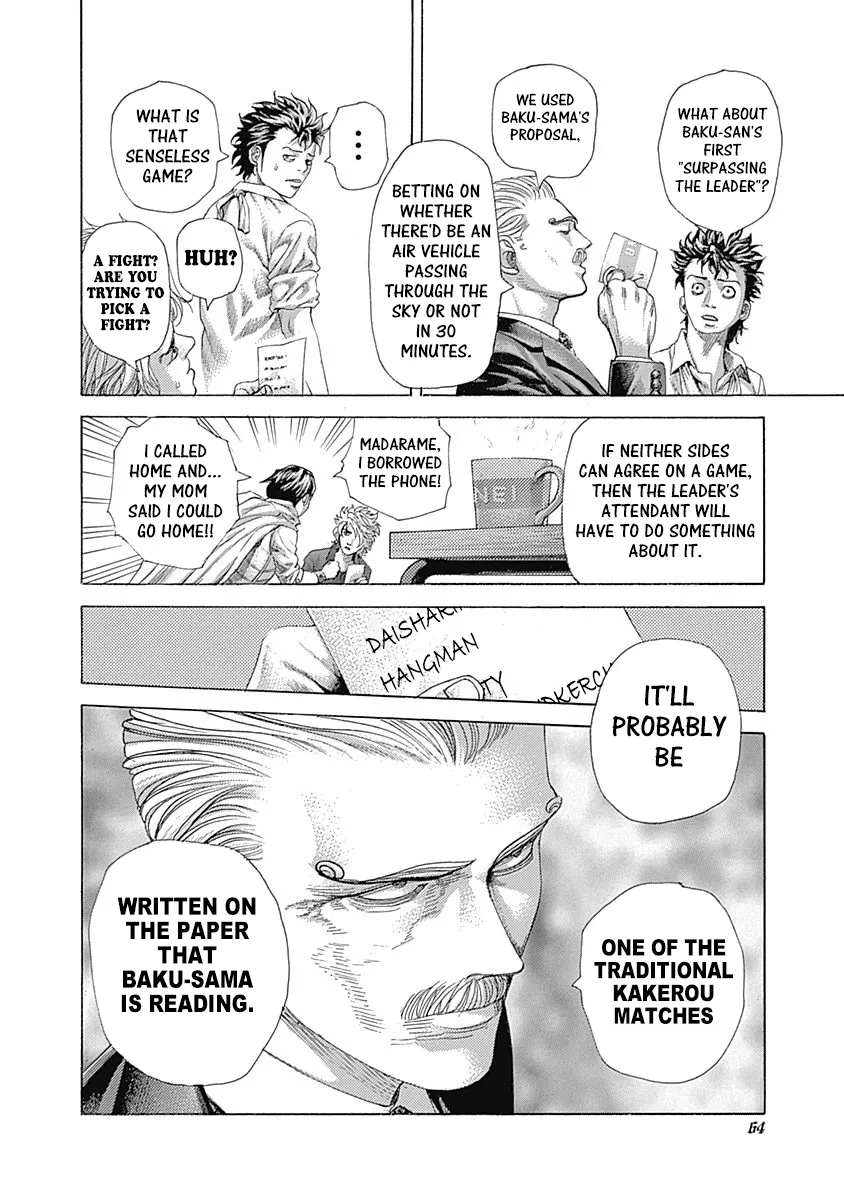 WHAT ABOUT
BAKU-SAN'S
FIRST
"SURPASSING
THE LEADER"?
WE USED
BAKU-SAMA'S
PROPOSAL,
BETTING ON
WHETHER
THERE'D BE AN
AIR VEHICLE
PASSING
THROUGH THE
SKY OR NOT
IN 30
MINUTES.
...
WHAT IS
THAT
SENSELESS
GAME?
HUH?
A FIGHT?
ARE YOU
TRYING TO
PICK A
FIGHT?
IF NEITHER SIDES
CAN AGREE ON A GAME,
THEN THE LEADER'S
ATTENDANT WILL
HAVE TO DO SOMETHING
ABOUT IT.
NEI
MADARAME,
I BORROWED
THE PHONE!
I CALLED
HOME AND...
MY MOM
SAID I COULD
GO HOME!!
HANGMAN
IT'LL
PROBABLY
BE
ONE OF THE
TRADITIONAL
KAKEROU
MATCHES
WRITTEN ON
THE PAPER
THAT
BAKU-SAMA
IS READING.
64